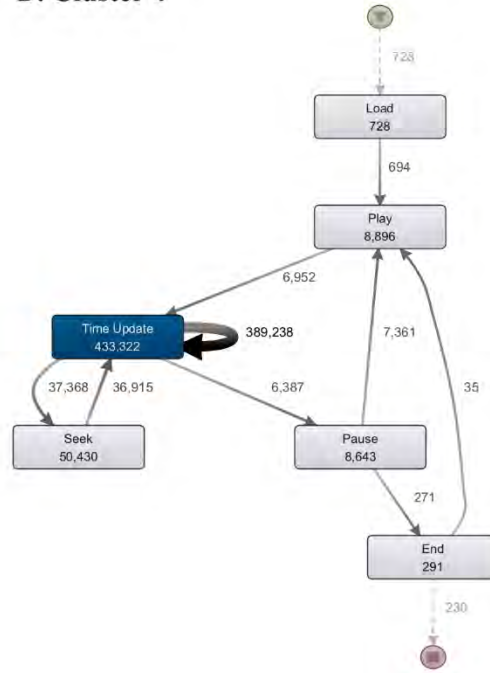 728
Load
728
694
Play
8,896
6,952
Time Update
433,322
389,238
7,361
37,368
36,915
6,387
35
Seek
50,430
Pause
8,643
271
End
291
230